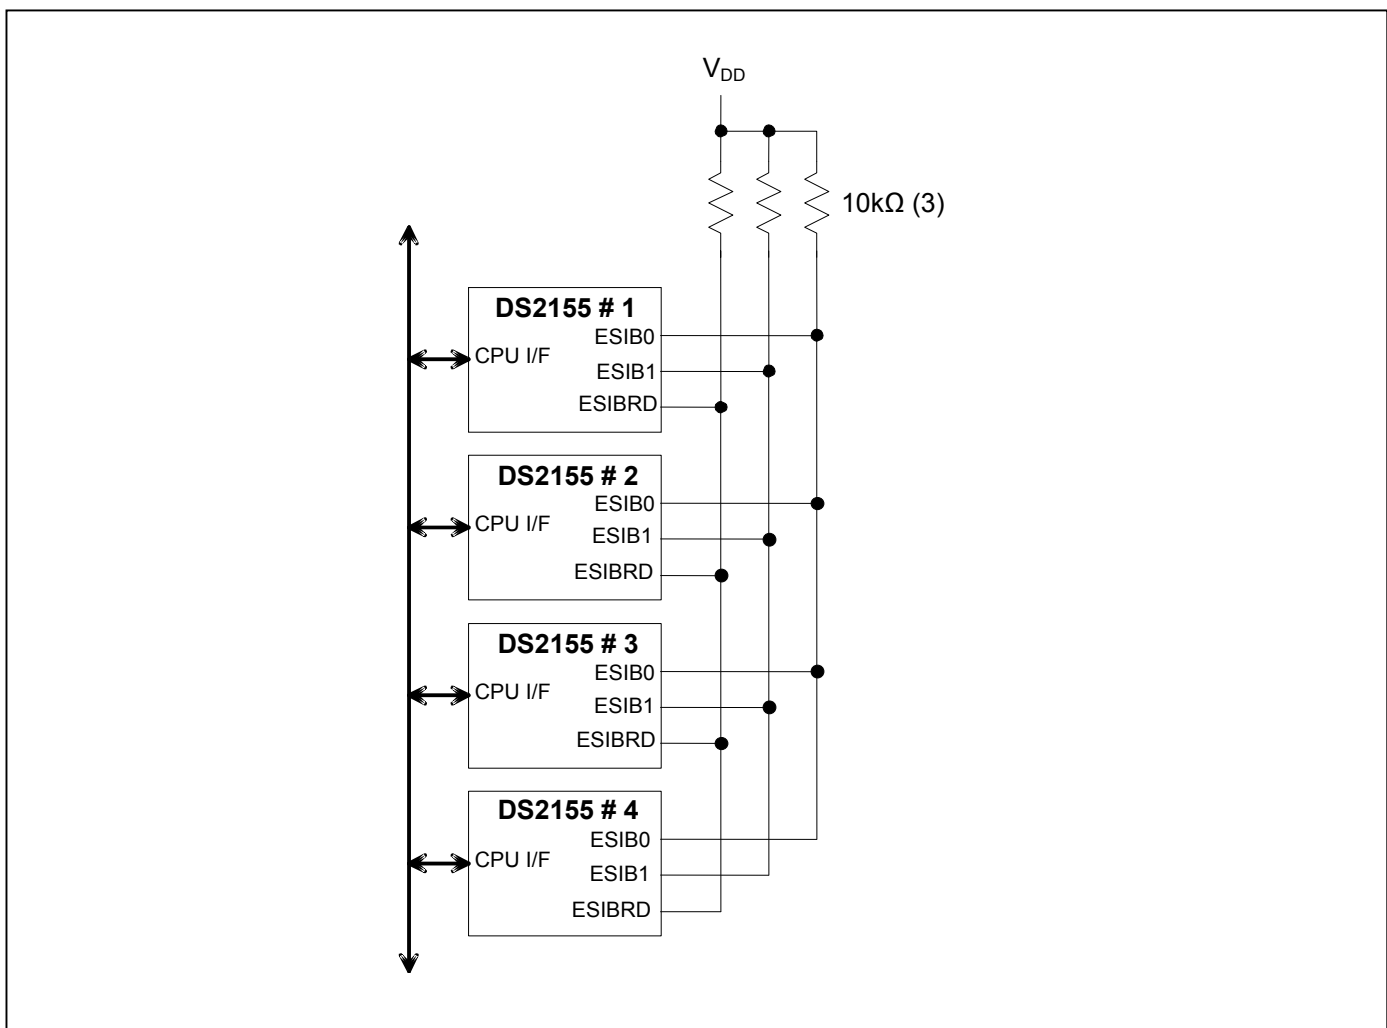 VDD
10kΩ (3)
DS2155 # 1
ESIB0
CPU I/F
ESIB1
ESIBRD
DS2155 # 2
ESIB0
CPU I/F
ESIB1
ESIBRD
DS2155 # 3
ESIB0
CPU I/F
ESIB1
ESIBRD
DS2155 # 4
ESIB0
CPU I/F
ESIB1
ESIBRD